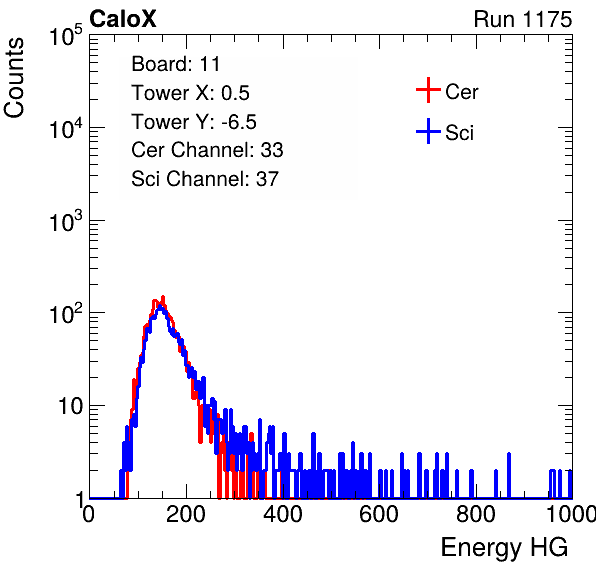 CaloX
Run 1175
Counts
Board: 11
Tower X: 0.5
Tower Y: -6.5
Cer Channel: 33
Sci Channel: 37
Cer
Sci
10^5
10^4
10^3
10^2
10
1
0 200 400 600 800 1000
Energy HG